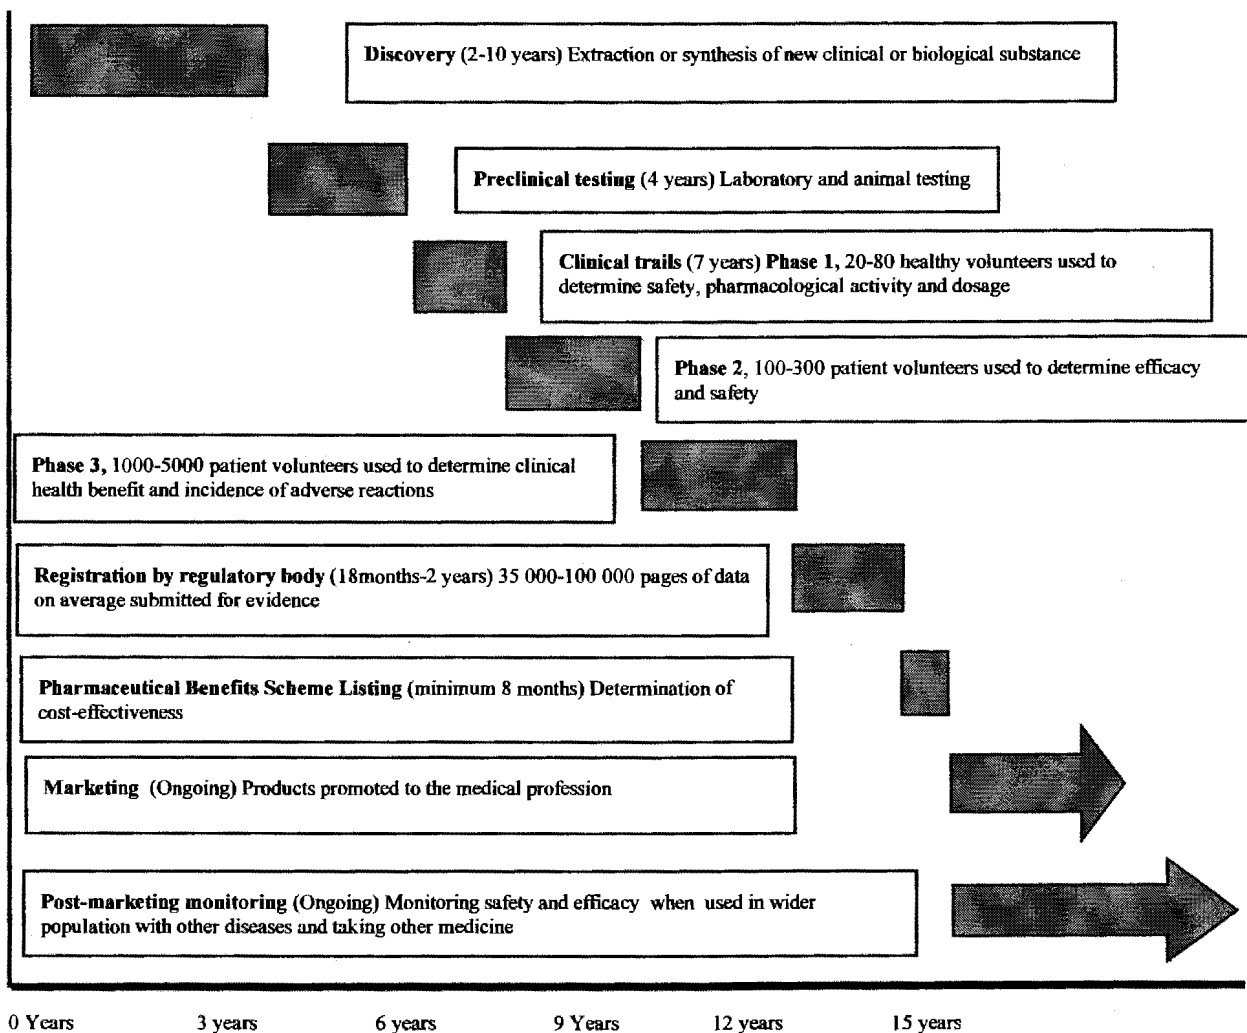 Discovery (2-10 years) Extraction or synthesis of new clinical or biological substance
Preclinical testing (4 years) Laboratory and animal testing
Clinical trails (7 years) Phase 1, 20-80 healthy volunteers used to
determine safety, pharmacological activity and dosage
Phase 2, 100-300 patient volunteers used to determine efficacy
and safety
Phase 3, 1000-5000 patient volunteers used to determine clinical
health benefit and incidence of adverse reactions
Registration by regulatory body (18months-2 years) 35 000-100 000 pages of data
on average submitted for evidence
Pharmaceutical Benefits Scheme Listing (minimum 8 months) Determination of
cost-effectiveness
Marketing (Ongoing) Products promoted to the medical profession
Post-marketing monitoring (Ongoing) Monitoring safety and efficacy when used in wider
population with other diseases and taking other medicine
0 Years 3 years 6 years 9 Years 12 years 15 years